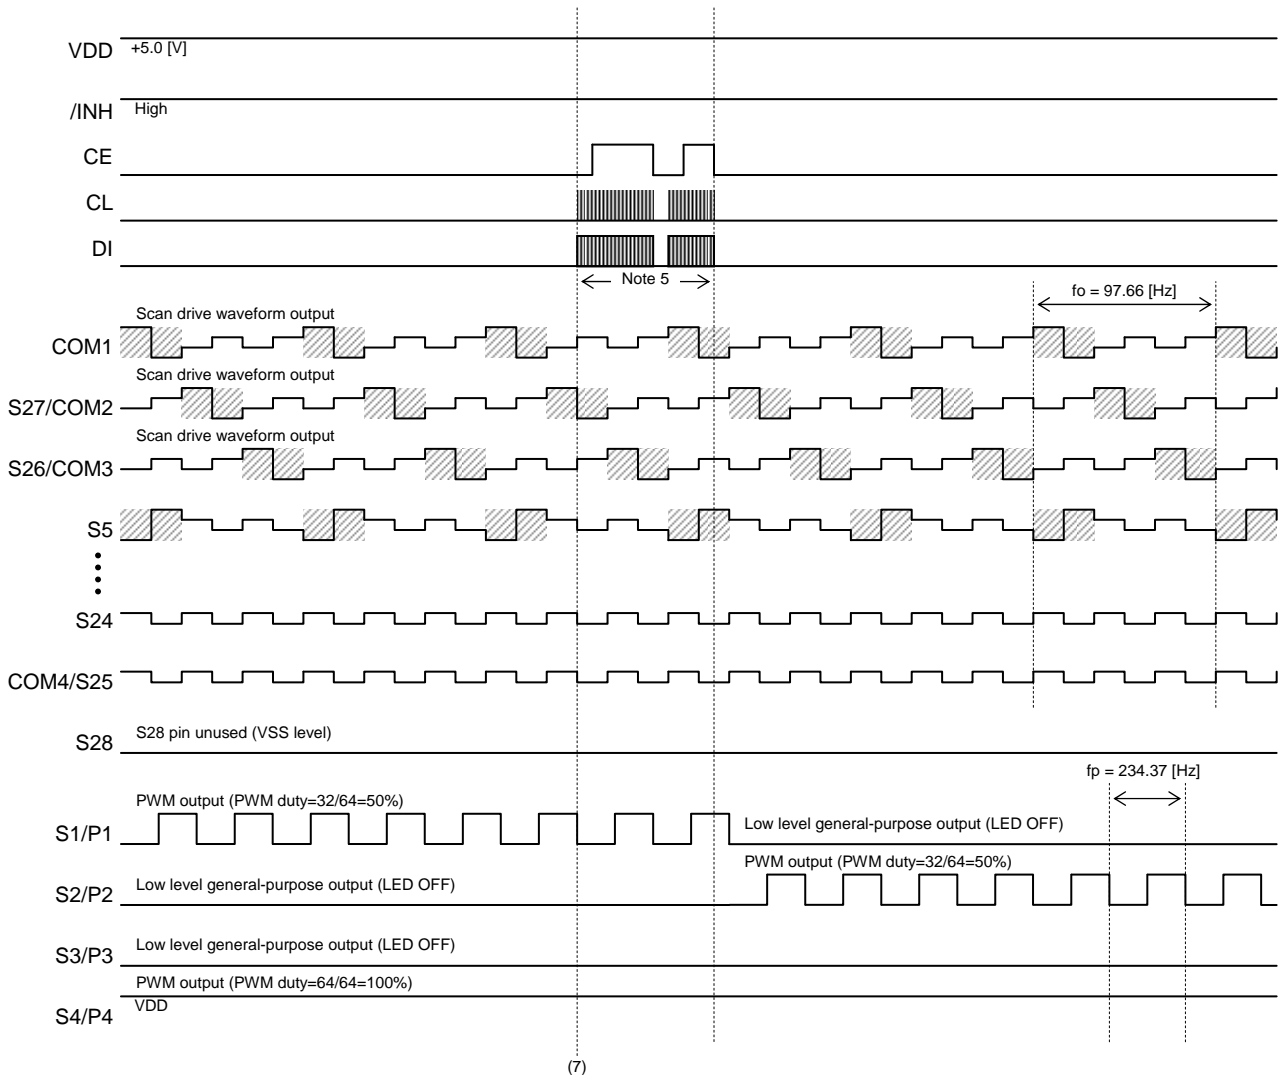 VDD +5.0 [V]
/INH High
CE
CL
DI
Note 5
fo = 97.66 [Hz]
Scan drive waveform output
COM1
Scan drive waveform output
S27/COM2
Scan drive waveform output
S26/COM3
S5
S24
COM4/S25
S28 pin unused (VSS level)
S28
fp = 234.37 [Hz]
PWM output (PWM duty=32/64=50%)
S1/P1 Low level general-purpose output (LED OFF)
PWM output (PWM duty=32/64=50%)
S2/P2 Low level general-purpose output (LED OFF)
S3/P3 Low level general-purpose output (LED OFF)
PWM output (PWM duty=64/64=100%)
S4/P4 VDD
(7)